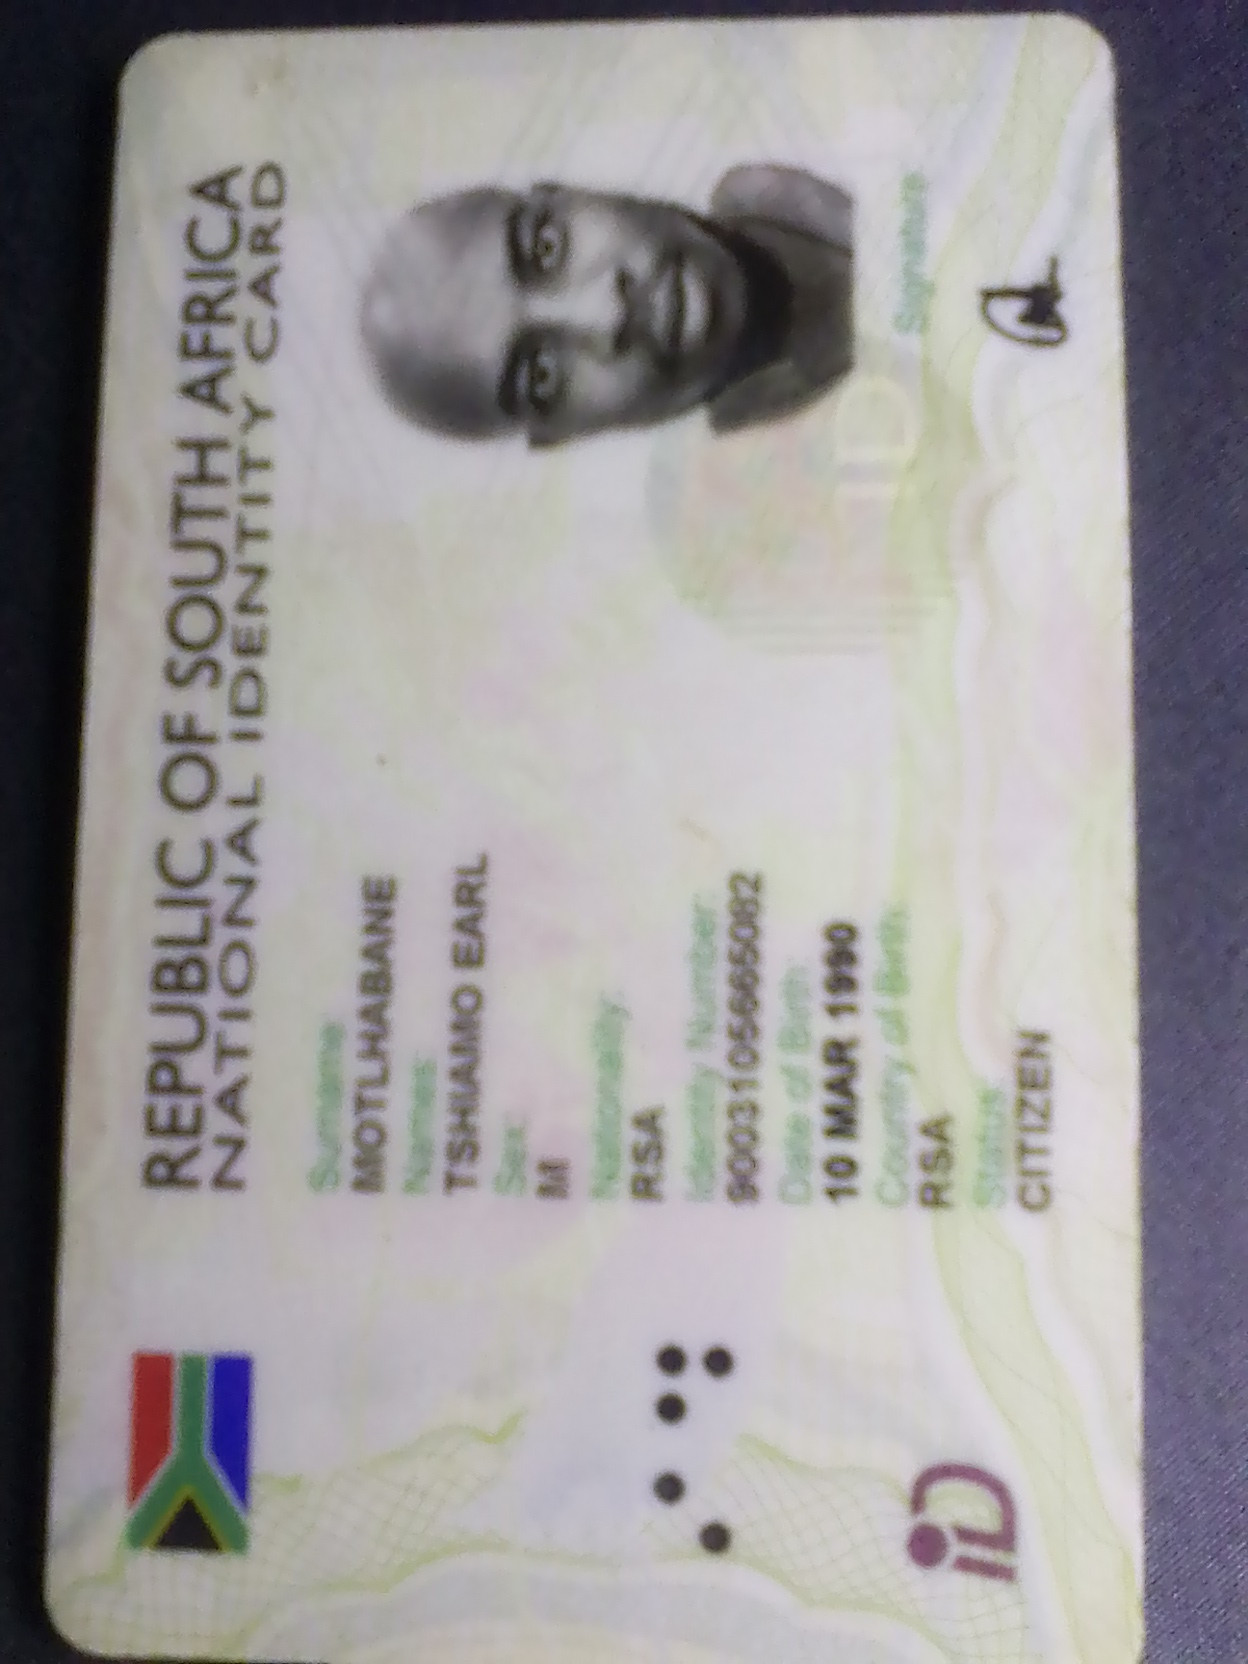 REPUBLIC OF SOUTH AFRICA
NATIONAL IDENTITY CARD
Surname:
MOTLHABANE
Names:
TSHIAMO EARL
Sex:
M
Nationality:
RSA
Identity Number:
9003105665082
Date of Birth:
10 MAR 1990
Country of Birth:
RSA
Status:
CITIZEN
Signature
iD